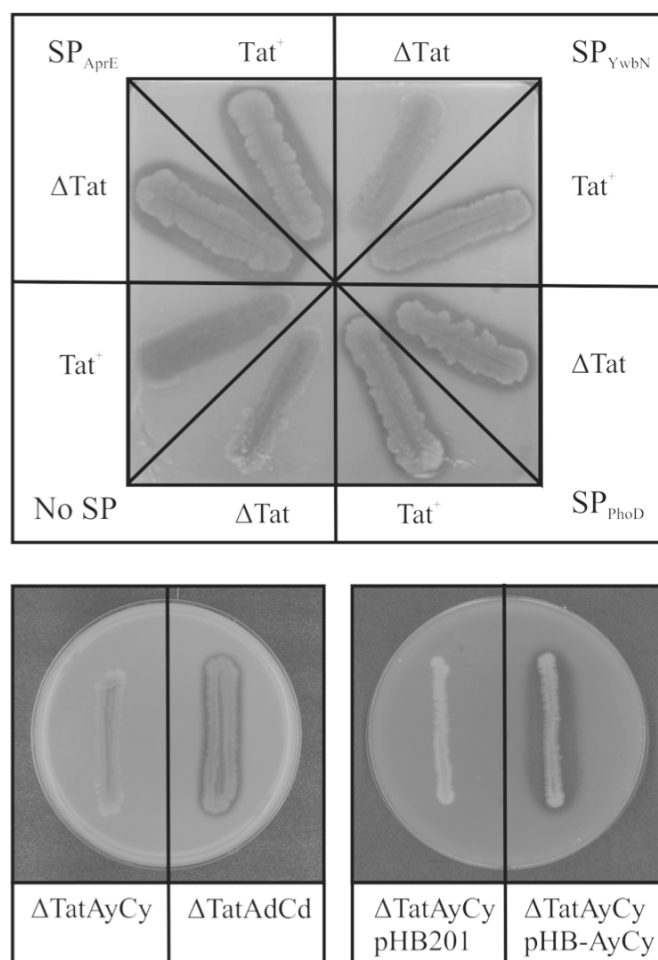 SP_AprE Tat⁺ ΔTat SP_YwbN
ΔTat Tat⁺
Tat⁺ ΔTat
No SP ΔTat Tat⁺ SP_PhoD
ΔTatAyCy ΔTatAdCd ΔTatAyCy ΔTatAyCy
pHB201 pHB-AyCy